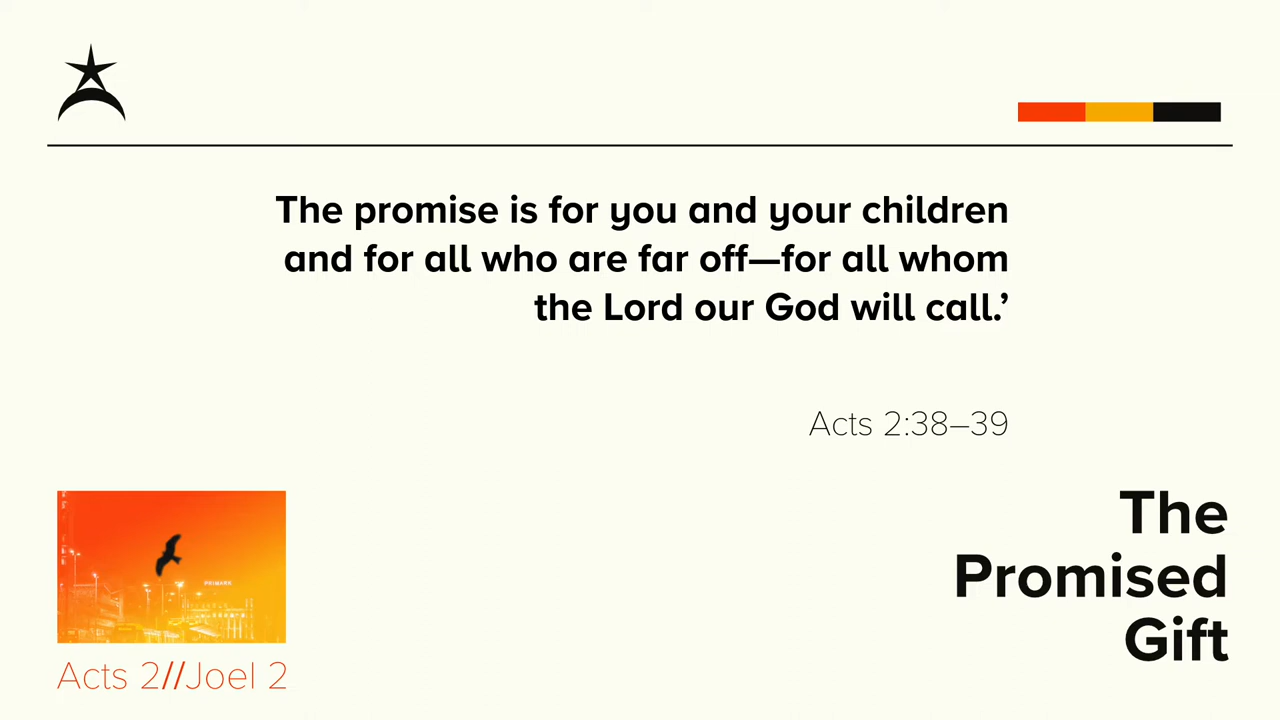 The promise is for you and your children
and for all who are far off—for all whom
the Lord our God will call.’
Acts 2:38–39
The
Promised
Gift
PRIMARK
Acts 2//Joel 2